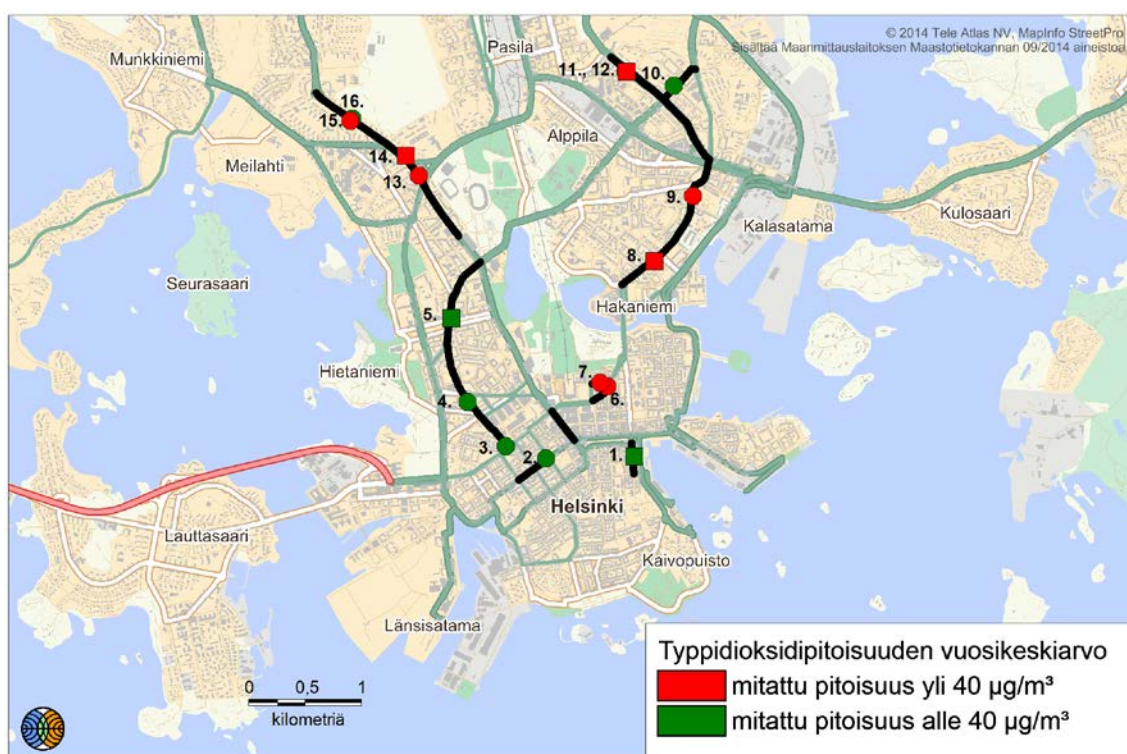 © 2014 Tele Atlas NV, MapInfo StreetPro
Sisältää Maanmittauslaitoksen Maastotietokannan 09/2014 aineistoa
Pasila
Munkkiniemi
11., 12.
10.
16.
15.
Alppila
14.
Meilahti
13.
9.
Kulosaari
Kalasatama
8.
Seurasaari
Hakaniemi
5.
Hietaniemi
7.
6.
4.
3.
2.
1.
Helsinki
Lauttasaari
Kaivopuisto
Länsisatama
0 0,5 1
kilometriä
Typpidioksidipitoisuuden vuosikeskiarvo
mitattu pitoisuus yli 40 µg/m³
mitattu pitoisuus alle 40 µg/m³